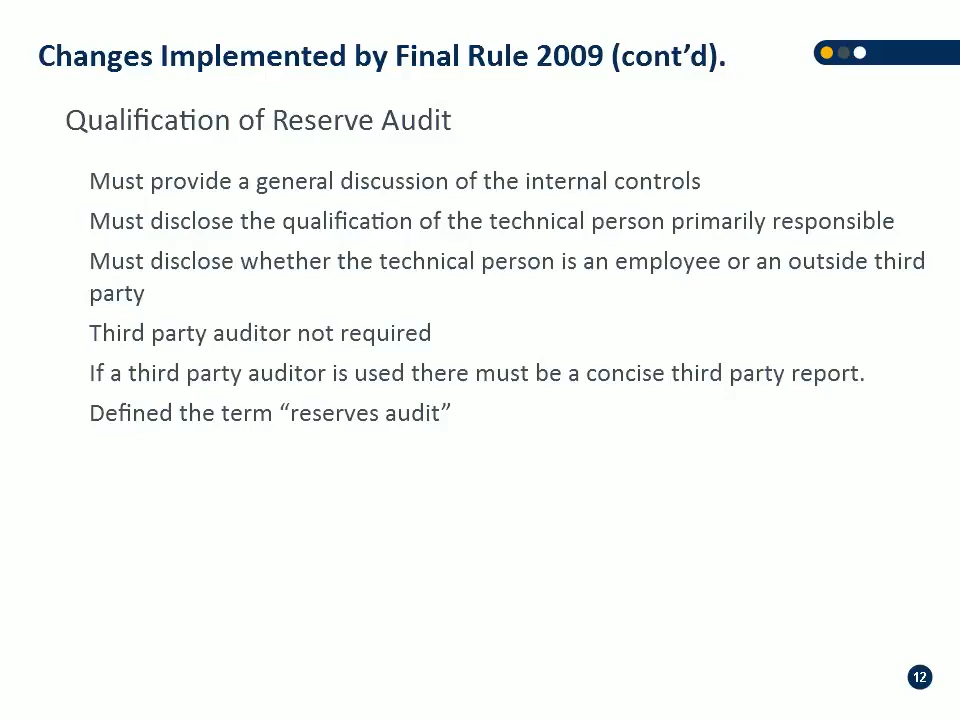 Changes Implemented by Final Rule 2009 (cont’d).
Qualification of Reserve Audit
Must provide a general discussion of the internal controls
Must disclose the qualification of the technical person primarily responsible
Must disclose whether the technical person is an employee or an outside third
party
Third party auditor not required
If a third party auditor is used there must be a concise third party report.
Defined the term “reserves audit”
12